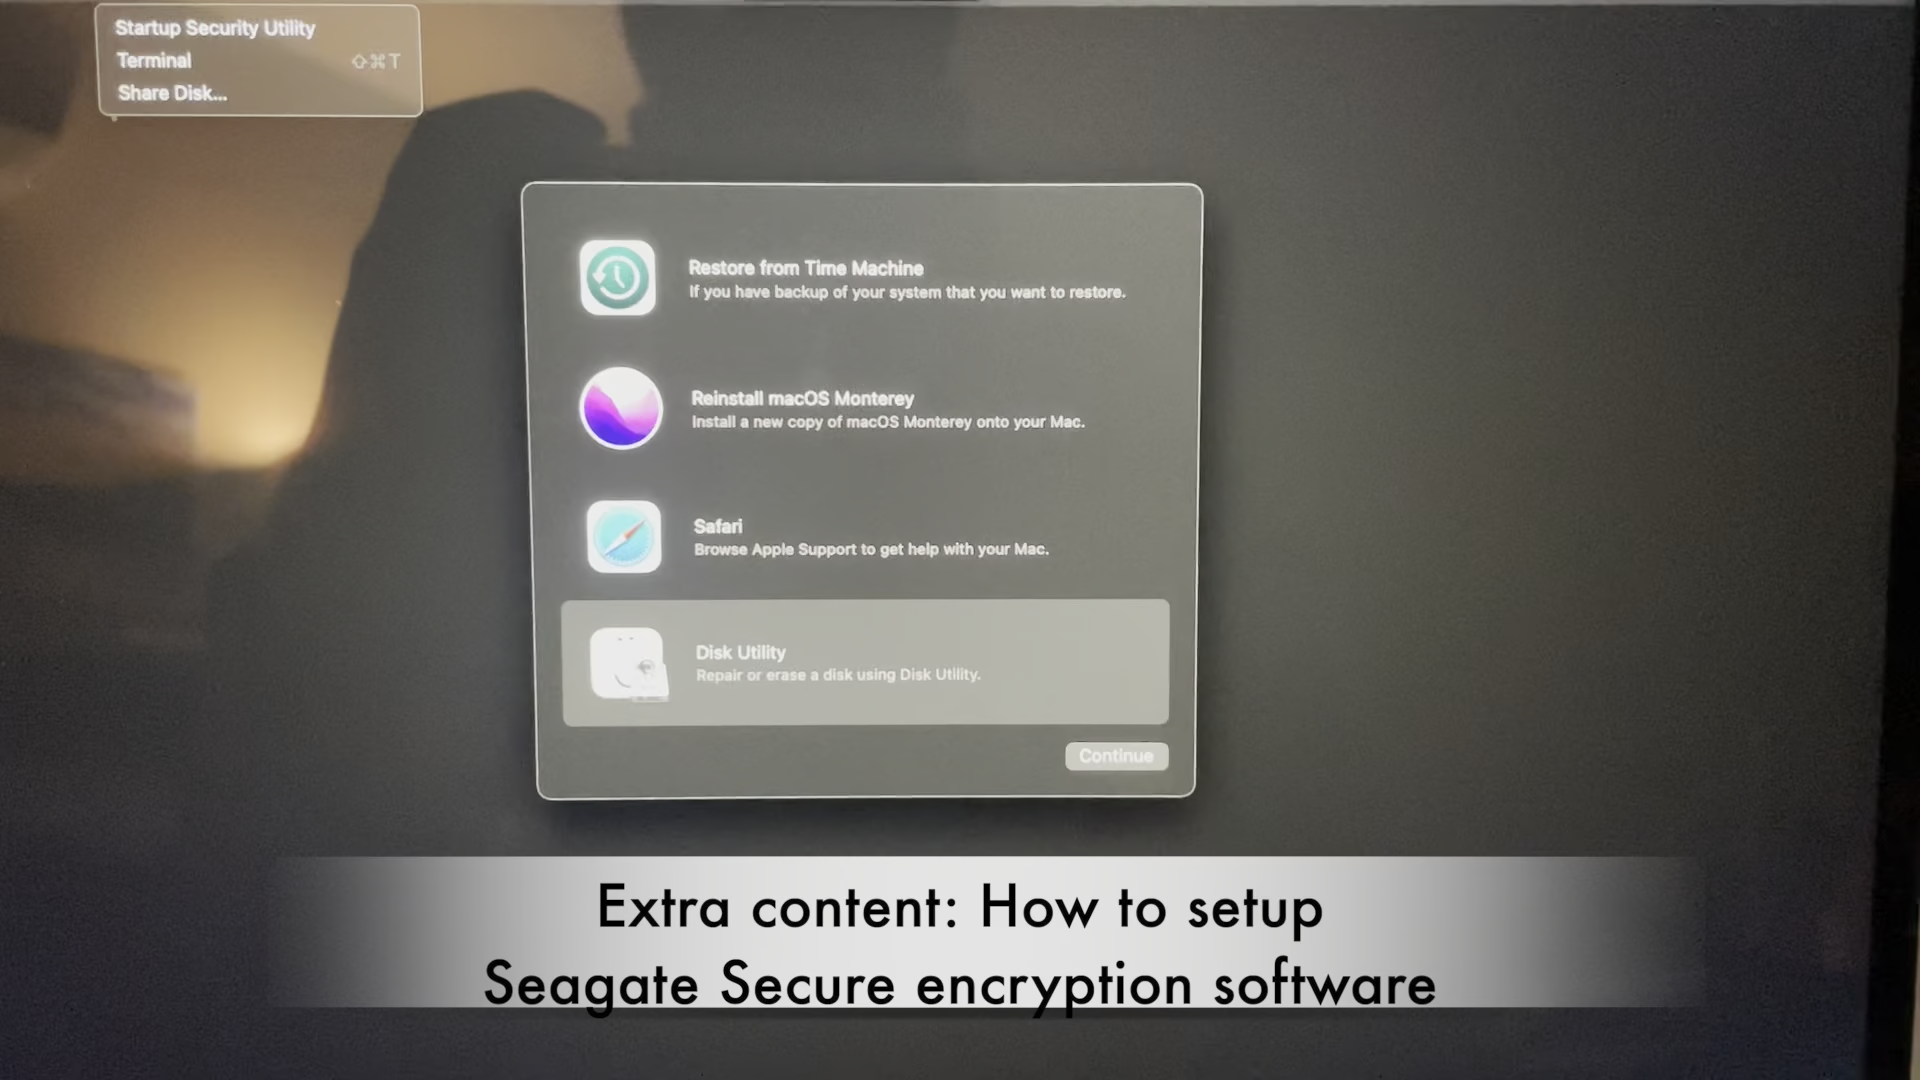 Startup Security Utility
Terminal ⇧⌘T
Share Disk...
Restore from Time Machine
If you have backup of your system that you want to restore.
Reinstall macOS Monterey
Install a new copy of macOS Monterey onto your Mac.
Safari
Browse Apple Support to get help with your Mac.
Disk Utility
Repair or erase a disk using Disk Utility.
Continue
Extra content: How to setup
Seagate Secure encryption software